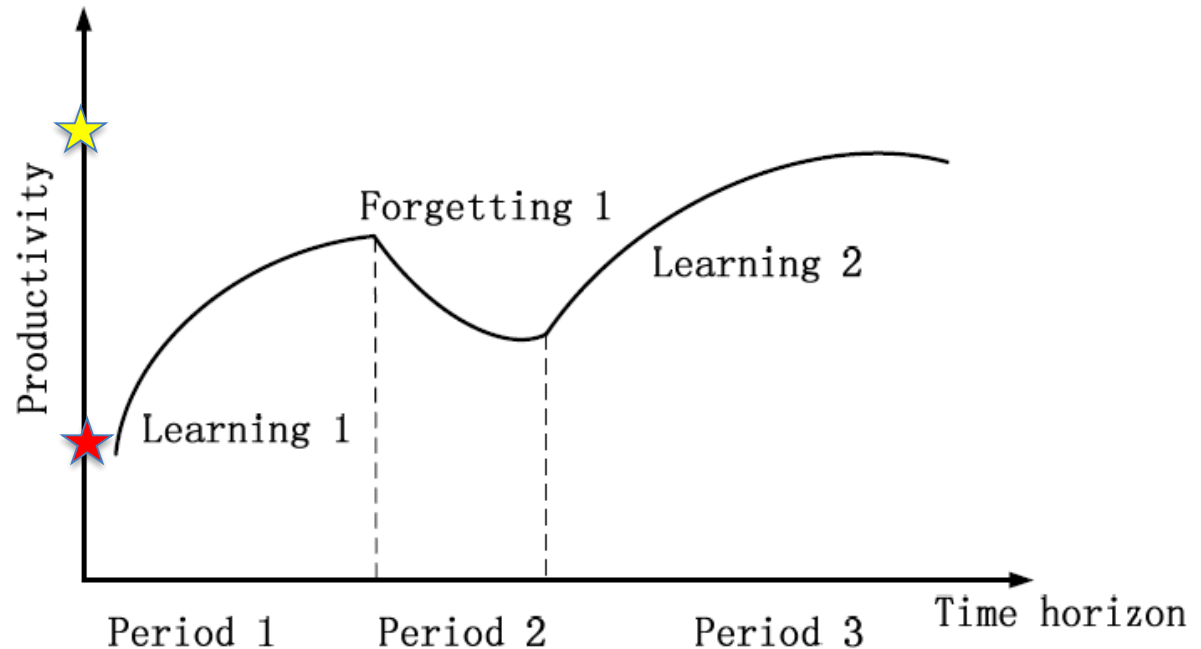 Productivity
Forgetting 1
Learning 2
Learning 1
Time horizon
Period 1
Period 2
Period 3